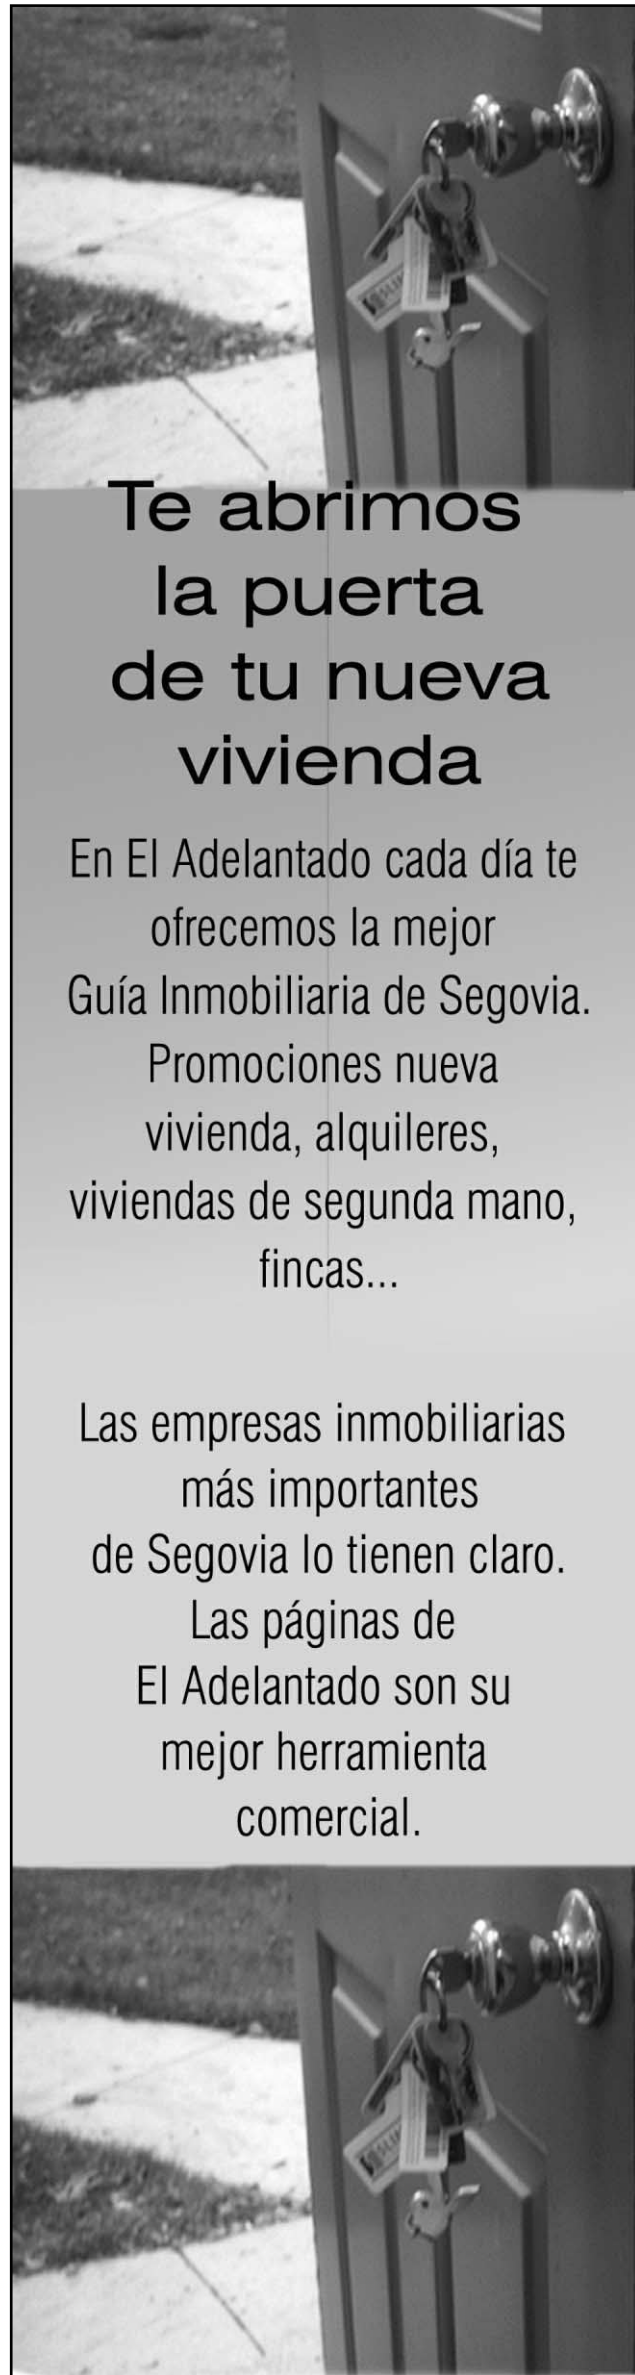 Te abrimos
la puerta
de tu nueva
vivienda
En El Adelantado cada día te
ofrecemos la mejor
Guía Inmobiliaria de Segovia.
Promociones nueva
vivienda, alquileres,
viviendas de segunda mano,
fincas...
Las empresas inmobiliarias
más importantes
de Segovia lo tienen claro.
Las páginas de
El Adelantado son su
mejor herramienta
comercial.